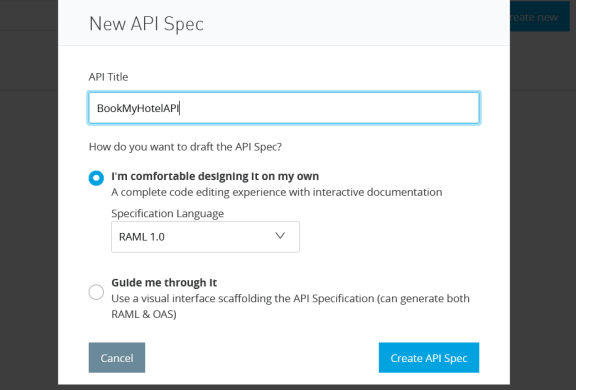 New API Spec
reate new
API Title
BookMyHotelAPI
How do you want to draft the API Spec?
I'm comfortable designing it on my own
A complete code editing experience with interactive documentation
Specification Language
RAML 1.0
Guide me through it
Use a visual interface scaffolding the API Specification (can generate both
RAML & OAS)
Cancel
Create API Spec